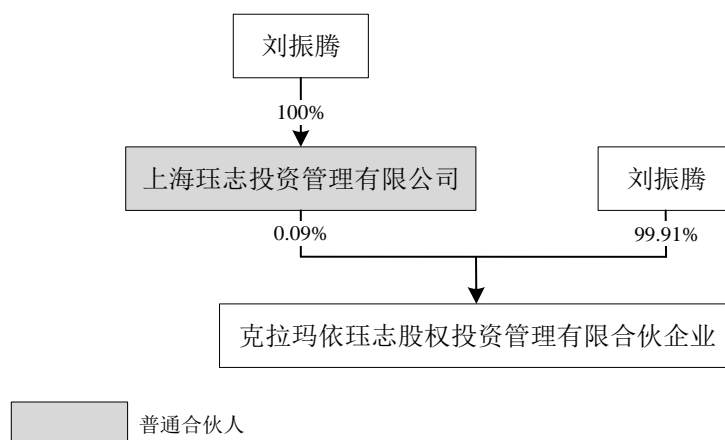 刘振腾
100%
上海珏志投资管理有限公司
刘振腾
0.09%
99.91%
克拉玛依珏志股权投资管理有限合伙企业
普通合伙人